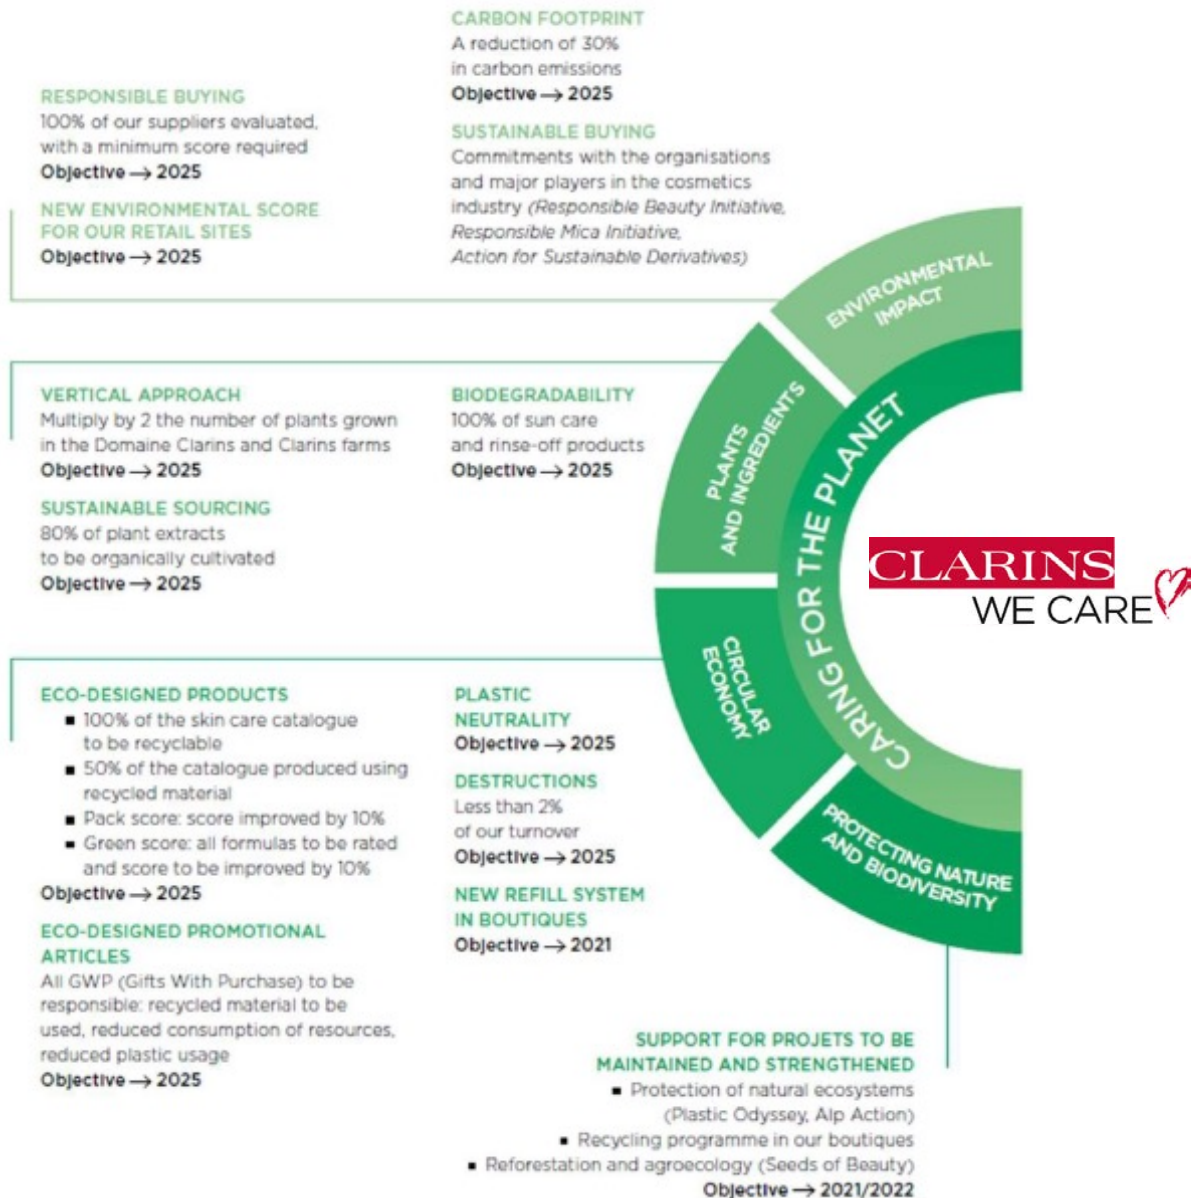 CARBON FOOTPRINT
A reduction of 30%
in carbon emissions
Objective → 2025
RESPONSIBLE BUYING
100% of our suppliers evaluated,
with a minimum score required
Objective → 2025
SUSTAINABLE BUYING
Commitments with the organisations
and major players in the cosmetics
industry (Responsible Beauty Initiative,
Responsible Mica Initiative,
Action for Sustainable Derivatives)
NEW ENVIRONMENTAL SCORE
FOR OUR RETAIL SITES
Objective → 2025
ENVIRONMENTAL
IMPACT
VERTICAL APPROACH
Multiply by 2 the number of plants grown
in the Domaine Clarins and Clarins farms
Objective → 2025
BIODEGRADABILITY
100% of sun care
and rinse-off products
Objective → 2025
SUSTAINABLE SOURCING
80% of plant extracts
to be organically cultivated
Objective → 2025
PLANTS
AND INGREDIENTS
CARING FOR THE PLANET
CLARINS
WE CARE
ECO-DESIGNED PRODUCTS
▪ 100% of the skin care catalogue
to be recyclable
▪ 50% of the catalogue produced using
recycled material
▪ Pack score: score improved by 10%
▪ Green score: all formulas to be rated
and score to be improved by 10%
Objective → 2025
ECO-DESIGNED PROMOTIONAL
ARTICLES
All GWP (Gifts With Purchase) to be
responsible: recycled material to be
used, reduced consumption of resources,
reduced plastic usage
Objective → 2025
PLASTIC
NEUTRALITY
Objective → 2025
DESTRUCTIONS
Less than 2%
of our turnover
Objective → 2025
NEW REFILL SYSTEM
IN BOUTIQUES
Objective → 2021
CIRCULAR
ECONOMY
PROTECTING NATURE
AND BIODIVERSITY
SUPPORT FOR PROJETS TO BE
MAINTAINED AND STRENGTHENED
▪ Protection of natural ecosystems
(Plastic Odyssey, Alp Action)
▪ Recycling programme in our boutiques
▪ Reforestation and agroecology (Seeds of Beauty)
Objective → 2021/2022